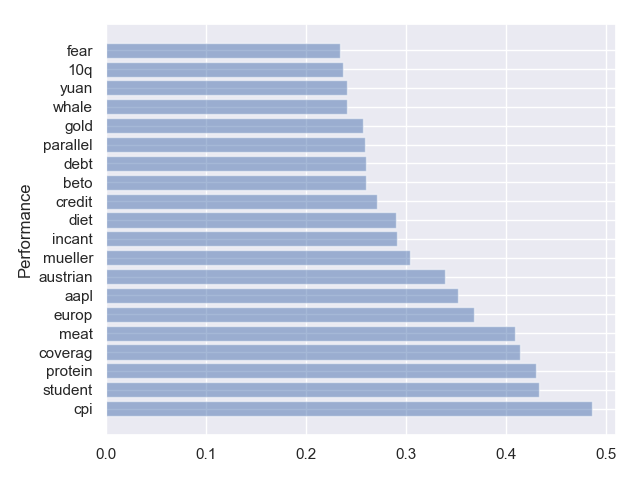 fear
10q
yuan
whale
gold
parallel
debt
beto
credit
diet
incant
mueller
austrian
aapl
europ
meat
coverag
protein
student
cpi
Performance
0.0 0.1 0.2 0.3 0.4 0.5